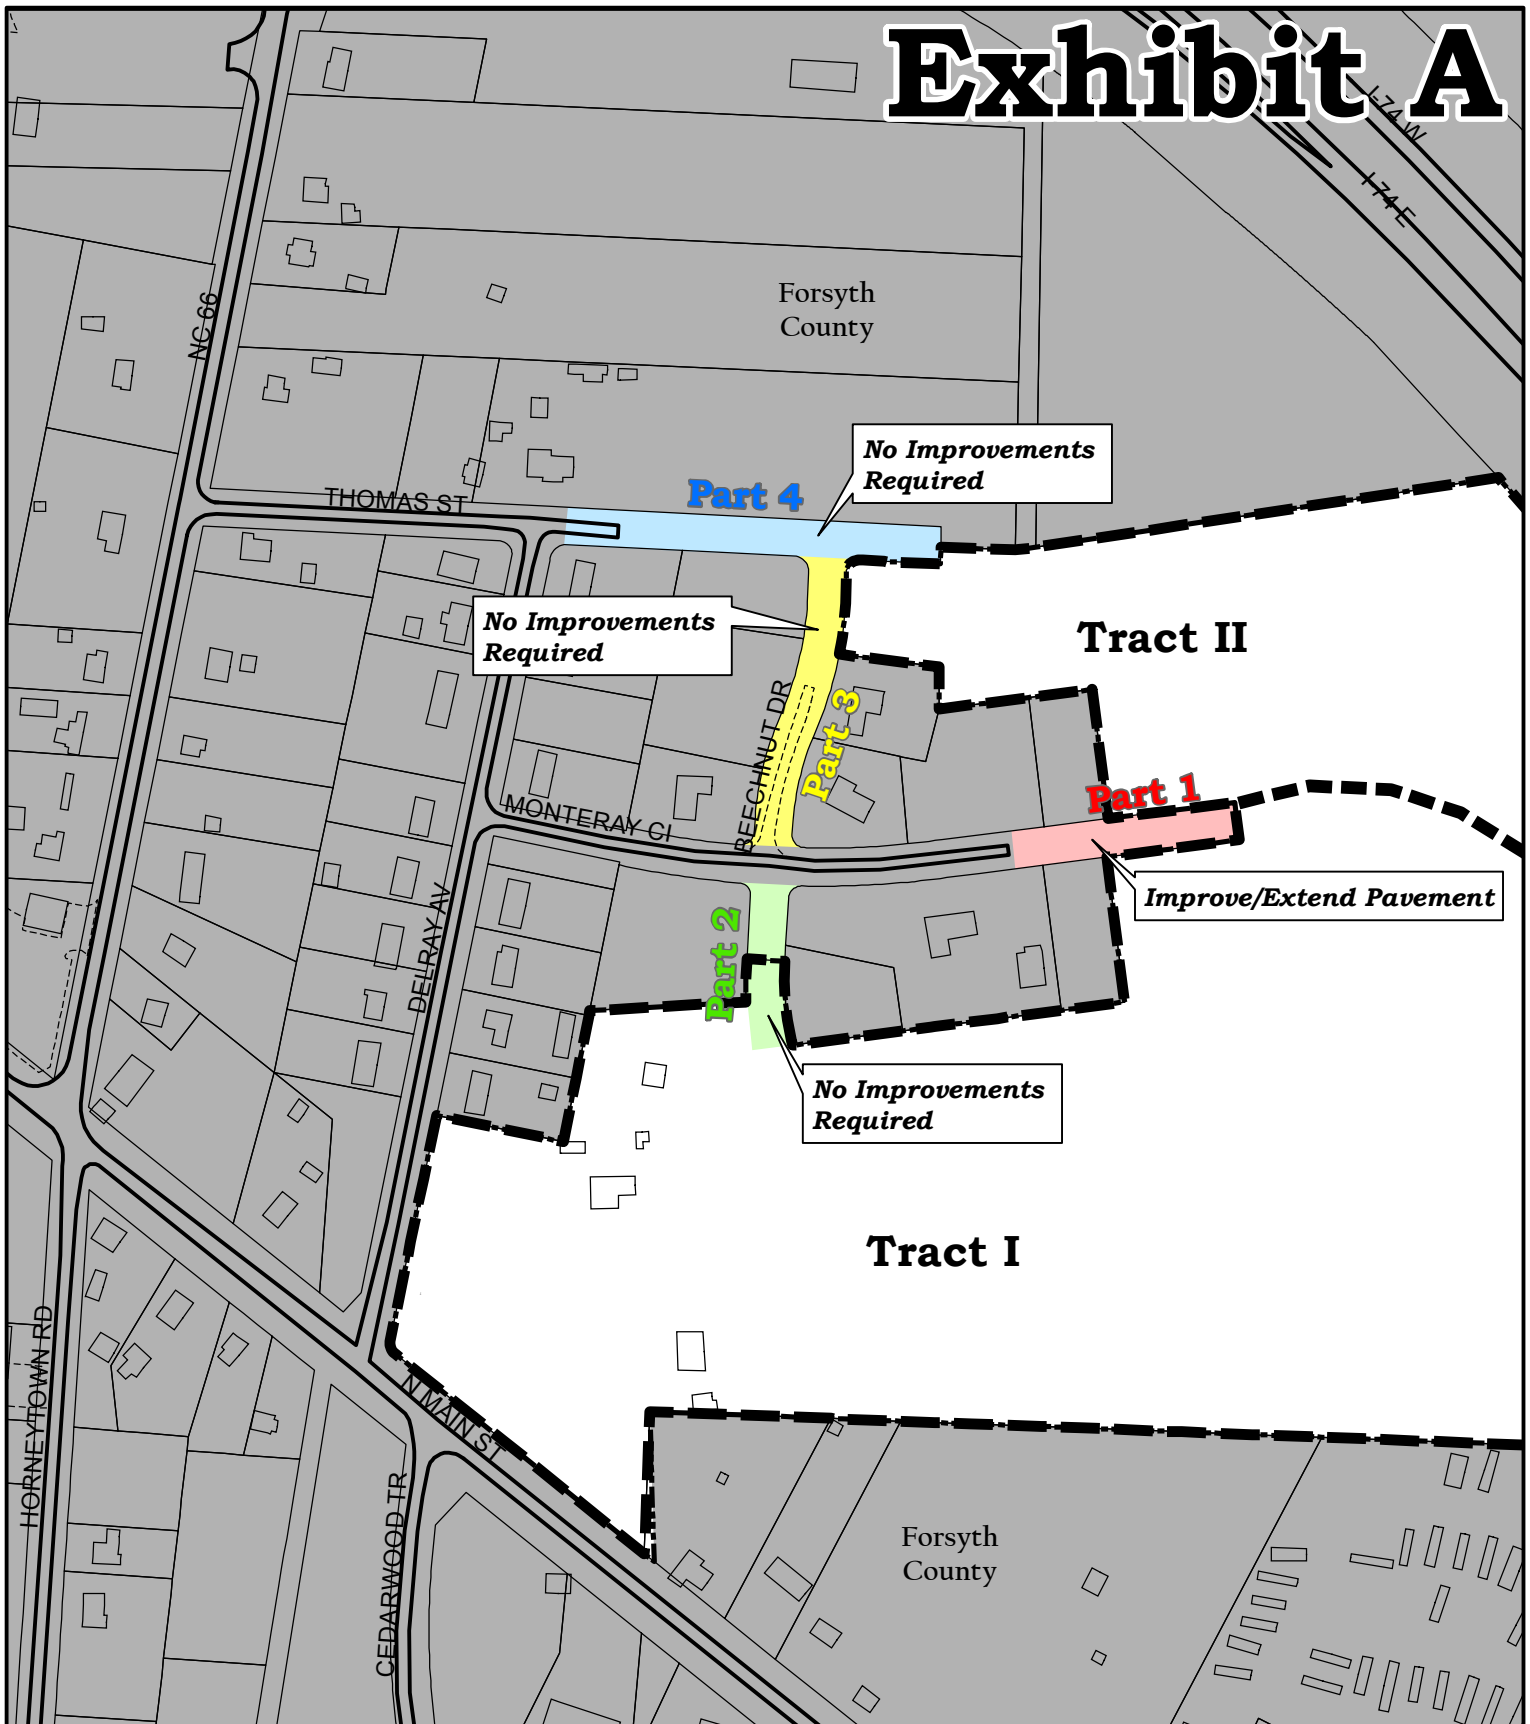 Exhibit A
I-74 W
I-74 E
NC 66
Forsyth
County
No Improvements
Required
Part 4
THOMAS ST
No Improvements
Required
Tract II
BEECHNUT DR
Part 3
Part 1
MONTERAY CI
Improve/Extend Pavement
DELRAY AV
Part 2
No Improvements
Required
Tract I
HORNEYTOWN RD
N MAIN ST
CEDARWOOD TR
Forsyth
County